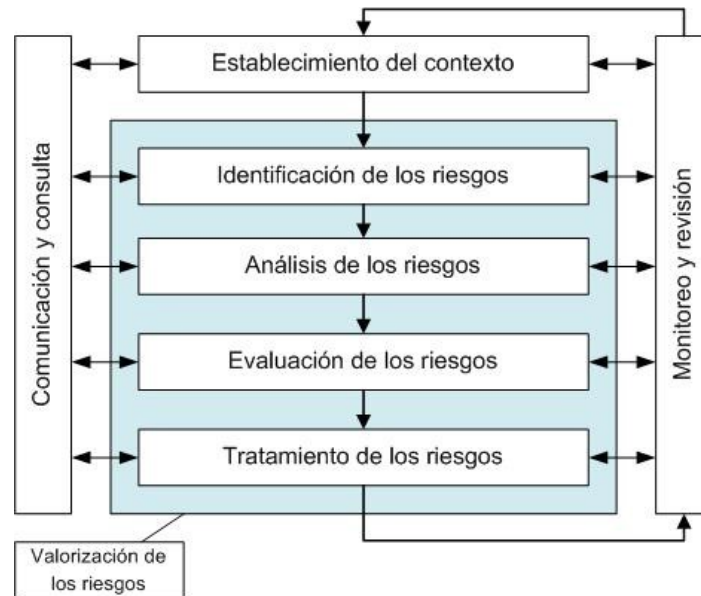 Establecimiento del contexto
Comunicación y consulta
Identificación de los riesgos
Análisis de los riesgos
Evaluación de los riesgos
Tratamiento de los riesgos
Monitoreo y revisión
Valorización de
los riesgos